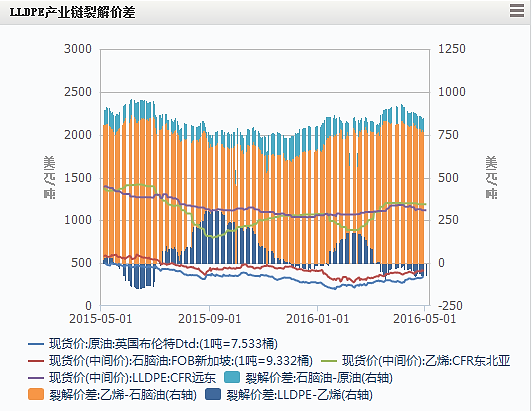 LLDPE产业链裂解价差
3000 1250
2500 1000
2000 750
1500 500
1000 250
500 0
0 -250
美元/吨 美元/吨
2015-05-01 2015-09-01 2016-01-01 2016-05-01
现货价:原油:英国布伦特Dtd:(1吨=7.533桶)
现货价(中间价):石脑油:FOB新加坡:(1吨=9.332桶) 现货价(中间价):乙烯:CFR东北亚
现货价(中间价):LLDPE:CFR远东 裂解价差:石脑油-原油(右轴)
裂解价差:乙烯-石脑油(右轴) 裂解价差:LLDPE-乙烯(右轴)